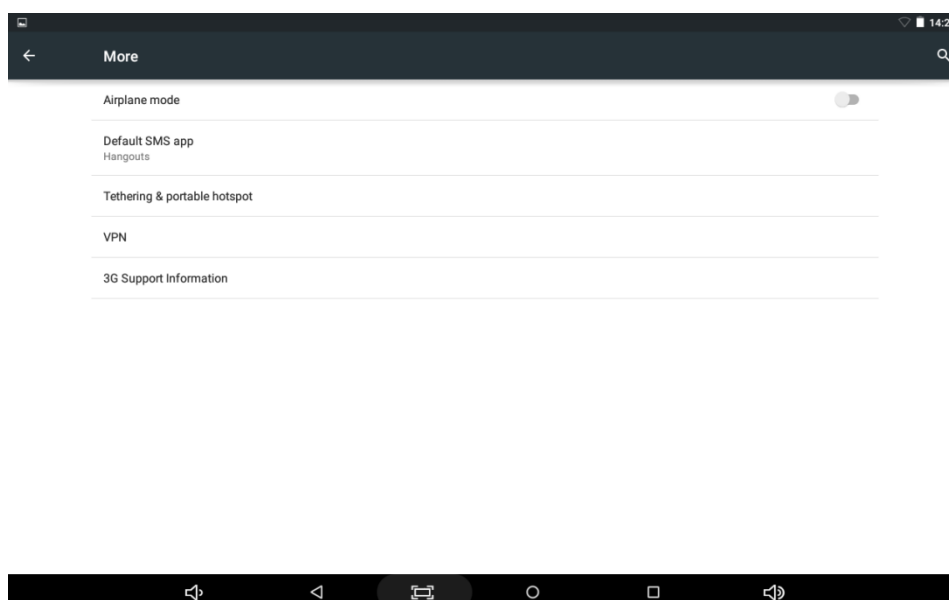 14:2
More
Airplane mode
Default SMS app
Hangouts
Tethering & portable hotspot
VPN
3G Support Information